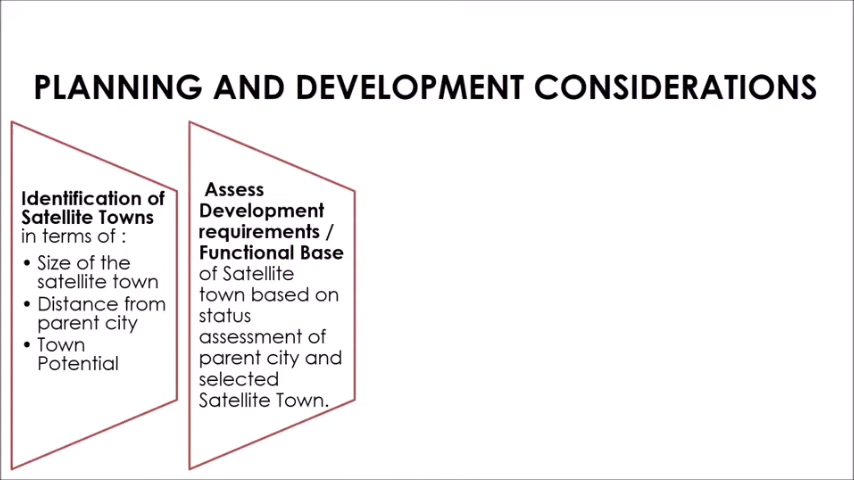 PLANNING AND DEVELOPMENT CONSIDERATIONS
Identification of
Satellite Towns
in terms of :
• Size of the
satellite town
• Distance from
parent city
• Town
Potential
Assess
Development
requirements /
Functional Base
of Satellite
town based on
status
assessment of
parent city and
selected
Satellite Town.